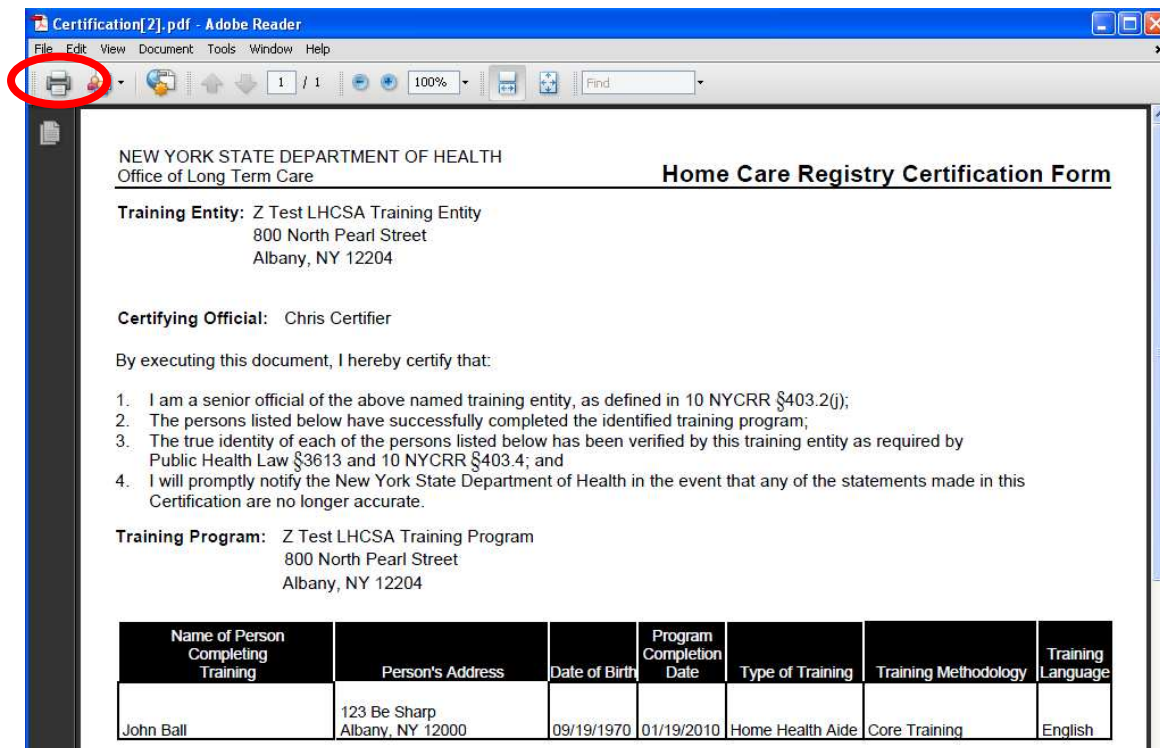 Certification[2].pdf - Adobe Reader
File Edit View Document Tools Window Help
1 / 1 100% Find
NEW YORK STATE DEPARTMENT OF HEALTH
Office of Long Term Care
Home Care Registry Certification Form
Training Entity: Z Test LHCSA Training Entity
800 North Pearl Street
Albany, NY 12204
Certifying Official: Chris Certifier
By executing this document, I hereby certify that:
1. I am a senior official of the above named training entity, as defined in 10 NYCRR §403.2(j);
2. The persons listed below have successfully completed the identified training program;
3. The true identity of each of the persons listed below has been verified by this training entity as required by
Public Health Law §3613 and 10 NYCRR §403.4; and
4. I will promptly notify the New York State Department of Health in the event that any of the statements made in this
Certification are no longer accurate.
Training Program: Z Test LHCSA Training Program
800 North Pearl Street
Albany, NY 12204
Name of Person
Completing
Training
Person's Address
Date of Birth
Program
Completion
Date
Type of Training
Training Methodology
Training
Language
John Ball
123 Be Sharp
Albany, NY 12000
09/19/1970
01/19/2010
Home Health Aide
Core Training
English